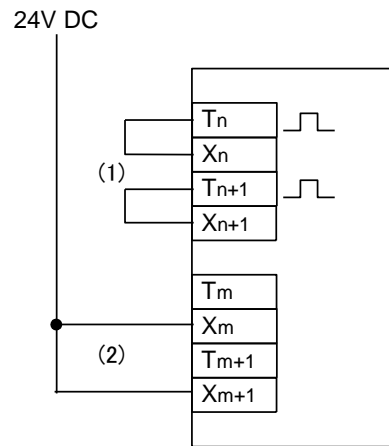 24V DC
Tn
Xn
(1)
Tn+1
Xn+1
Tm
Xm
(2)
Tm+1
Xm+1